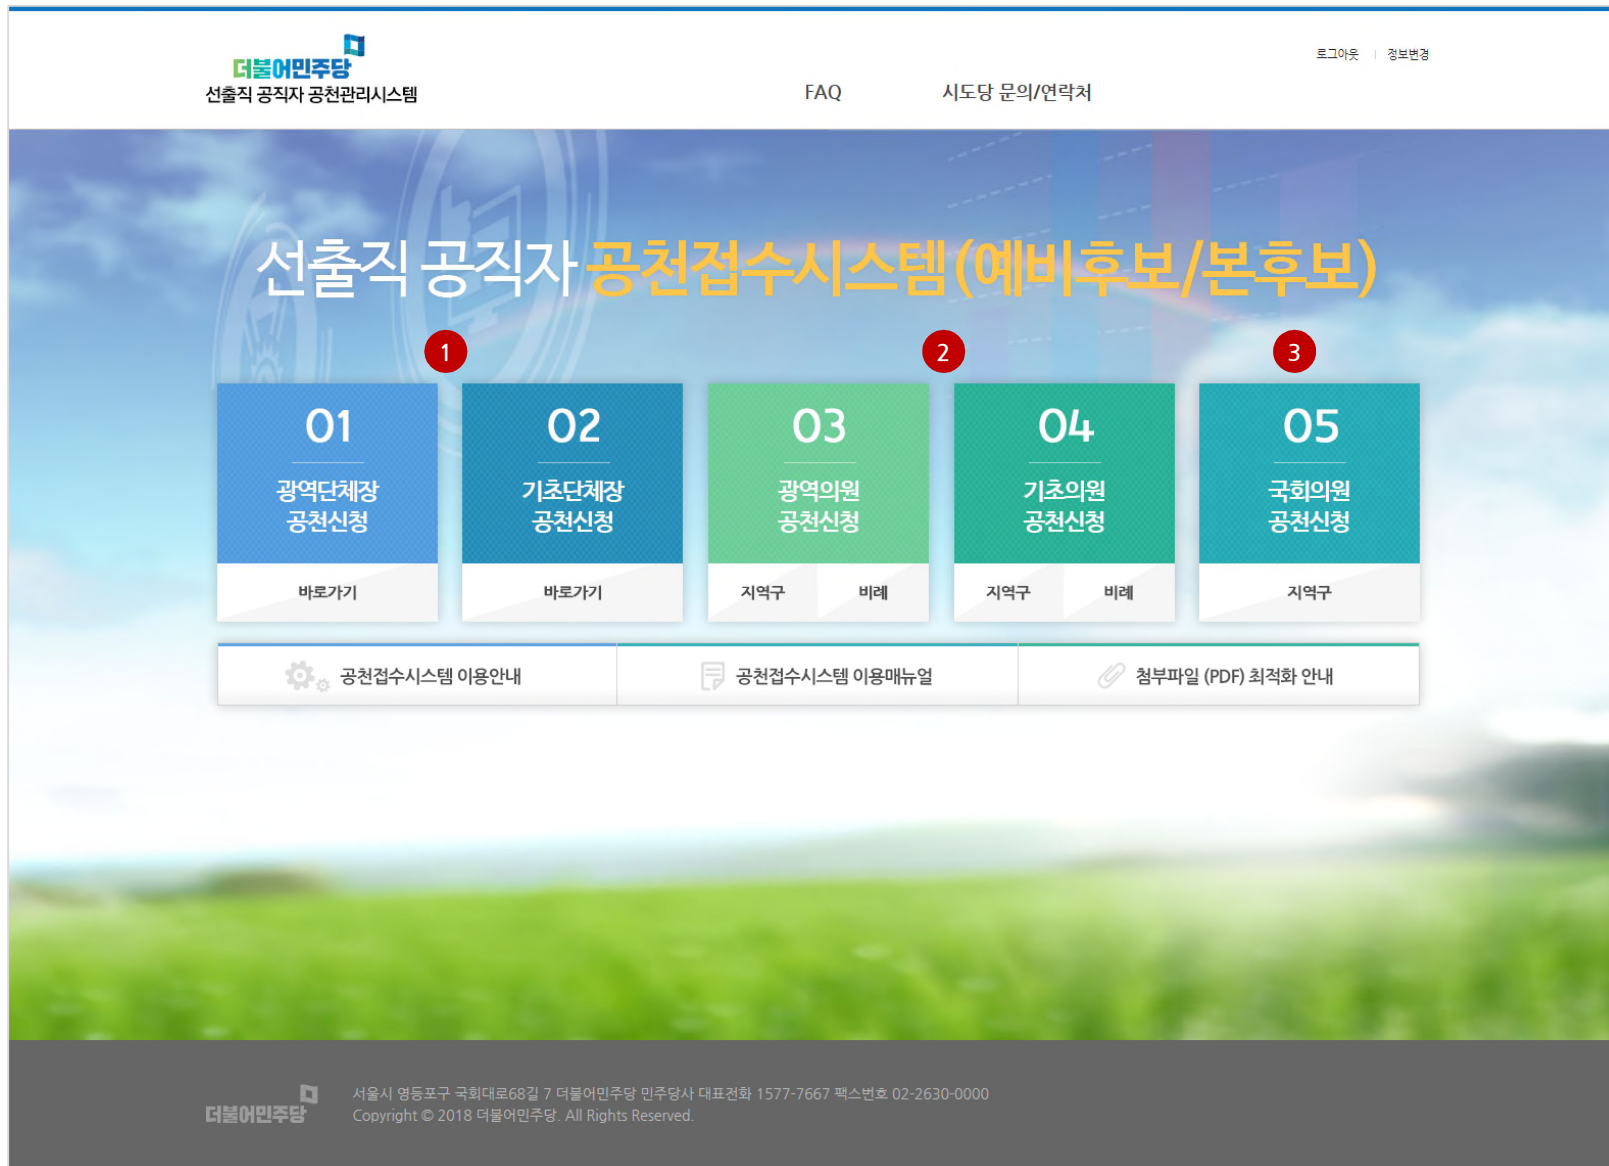 더불어민주당
선출직 공직자 공천관리시스템
로그아웃 | 정보변경
FAQ 시도당 문의/연락처
선출직 공직자 공천접수시스템(예비후보/본후보)
1 2 3
01
광역단체장
공천신청
바로가기
02
기초단체장
공천신청
바로가기
03
광역의원
공천신청
지역구 비례
04
기초의원
공천신청
지역구 비례
05
국회의원
공천신청
지역구
공천접수시스템 이용안내
공천접수시스템 이용매뉴얼
첨부파일 (PDF) 최적화 안내
더불어민주당
서울시 영등포구 국회대로68길 7 더불어민주당 민주당사 대표전화 1577-7667 팩스번호 02-2630-0000
Copyright © 2018 더불어민주당. All Rights Reserved.